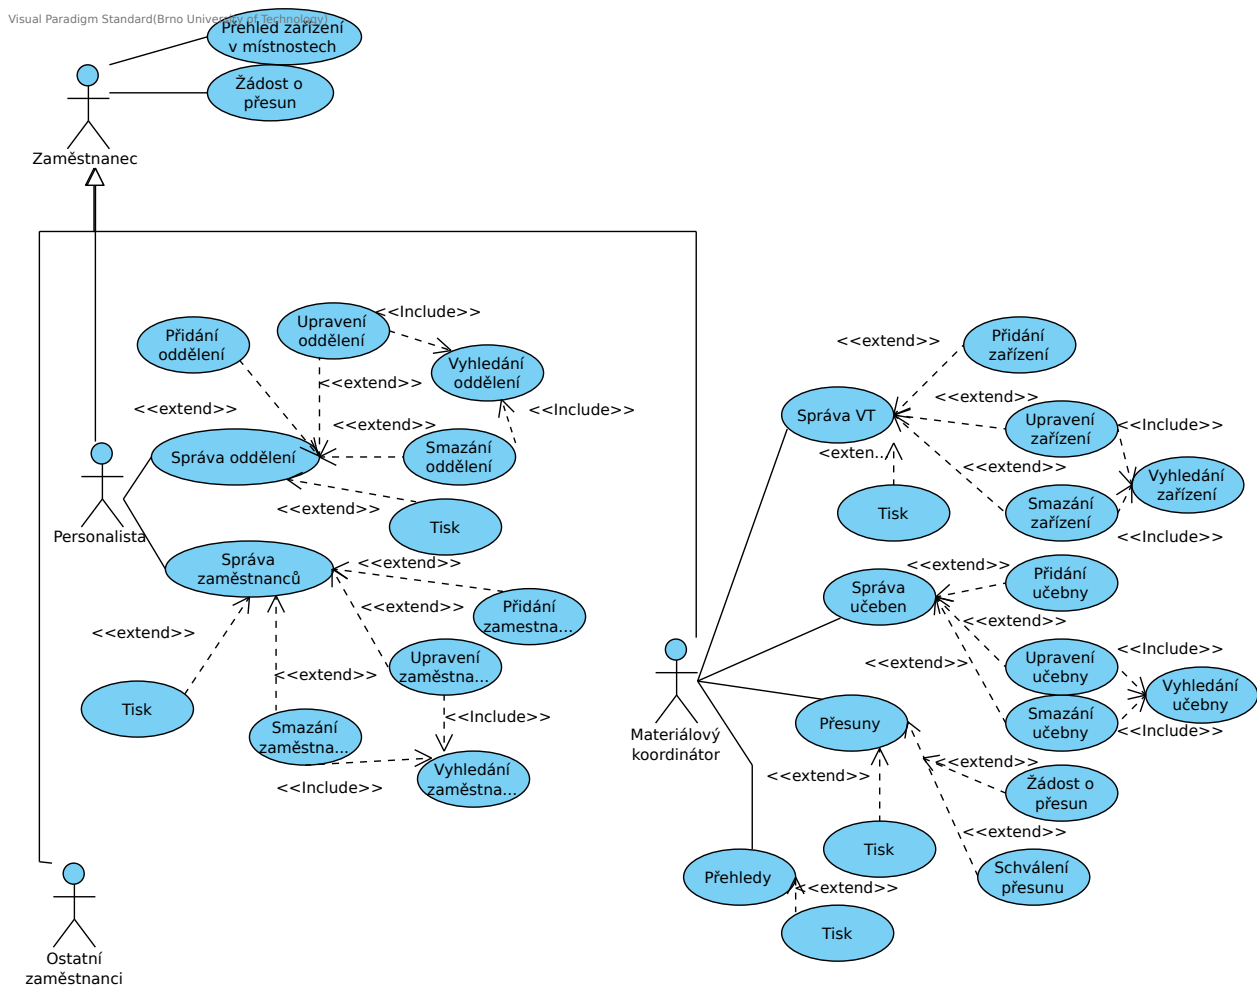 Visual Paradigm Standard(Brno University of Technology)
Přehled zařízení
v místnostech
Žádost o
přesun
Zaměstnanec
Přidání
oddělení
Upravení
oddělení
<<Include>>
Vyhledání
oddělení
<<extend>>
<<extend>>
<<Include>>
<<extend>>
Správa oddělení
Smazání
oddělení
<<extend>>
Tisk
Personalista
Správa
zaměstnanců
<<extend>>
<<extend>>
Přidání
zamestna...
<<extend>>
Upravení
zaměstna...
<<extend>>
Tisk
Smazání
zaměstna...
<<Include>>
<<Include>>
Vyhledání
zaměstna...
Ostatní
zaměstnanci
Přidání
zařízení
<<extend>>
<<extend>>
Správa VT
Upravení
zařízení
<<Include>>
<exten...
<<extend>>
Vyhledání
zařízení
Tisk
Smazání
zařízení
<<Include>>
<<extend>>
Přidání
učebny
Správa
učeben
<<extend>>
Upravení
učebny
<<Include>>
<<extend>>
Vyhledání
učebny
Smazání
učebny
<<Include>>
Materiálový
koordinátor
Přesuny
<<extend>>
<<extend>>
Žádost o
přesun
<<extend>>
Tisk
Schválení
přesunu
Přehledy
<<extend>>
Tisk